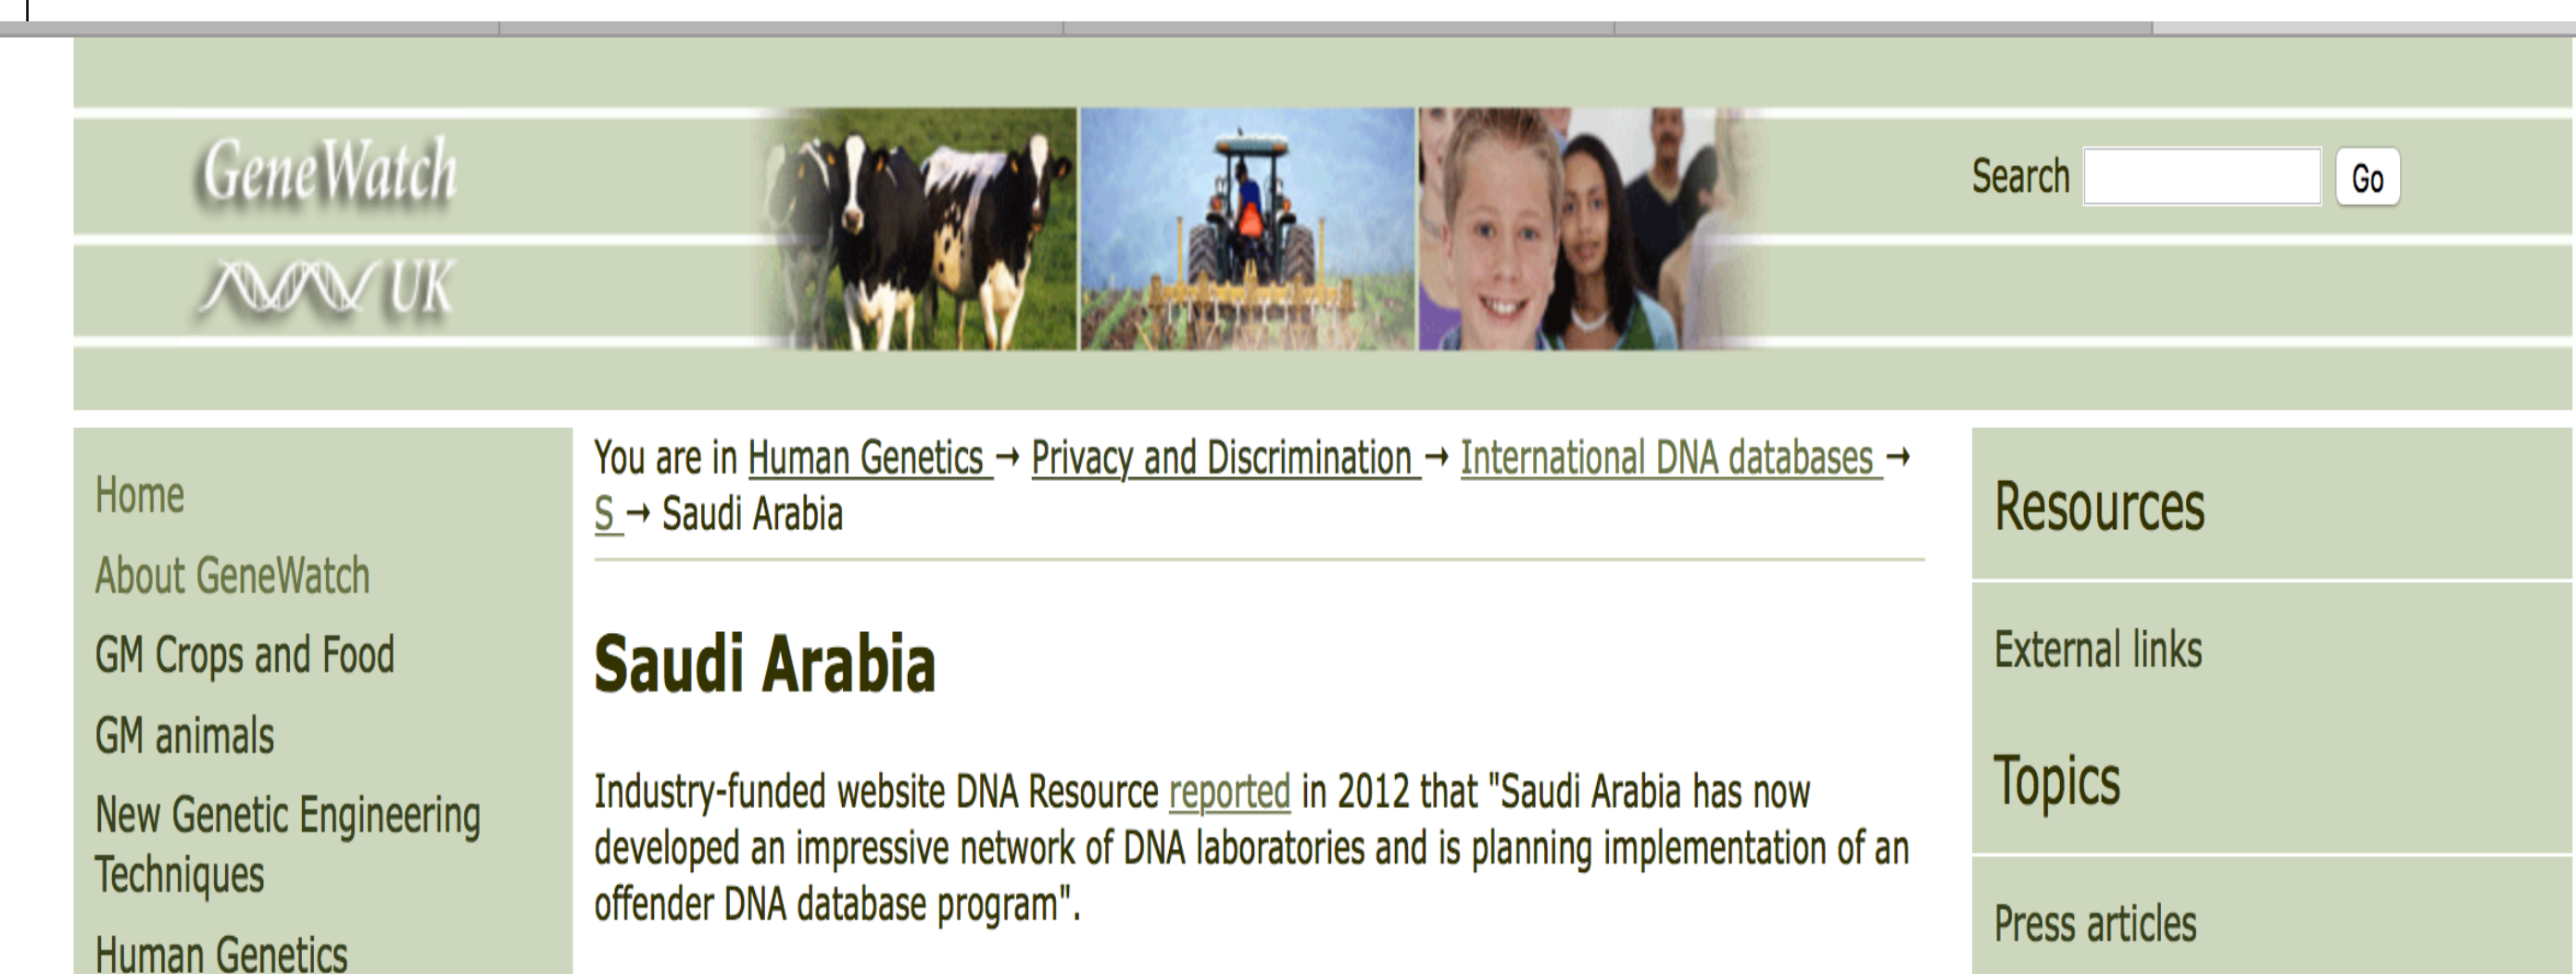 GeneWatch
UK
Search
Go
You are in Human Genetics → Privacy and Discrimination → International DNA databases →
S → Saudi Arabia
Home
About GeneWatch
GM Crops and Food
GM animals
New Genetic Engineering
Techniques
Human Genetics
Saudi Arabia
Industry-funded website DNA Resource reported in 2012 that "Saudi Arabia has now
developed an impressive network of DNA laboratories and is planning implementation of an
offender DNA database program".
Resources
External links
Topics
Press articles